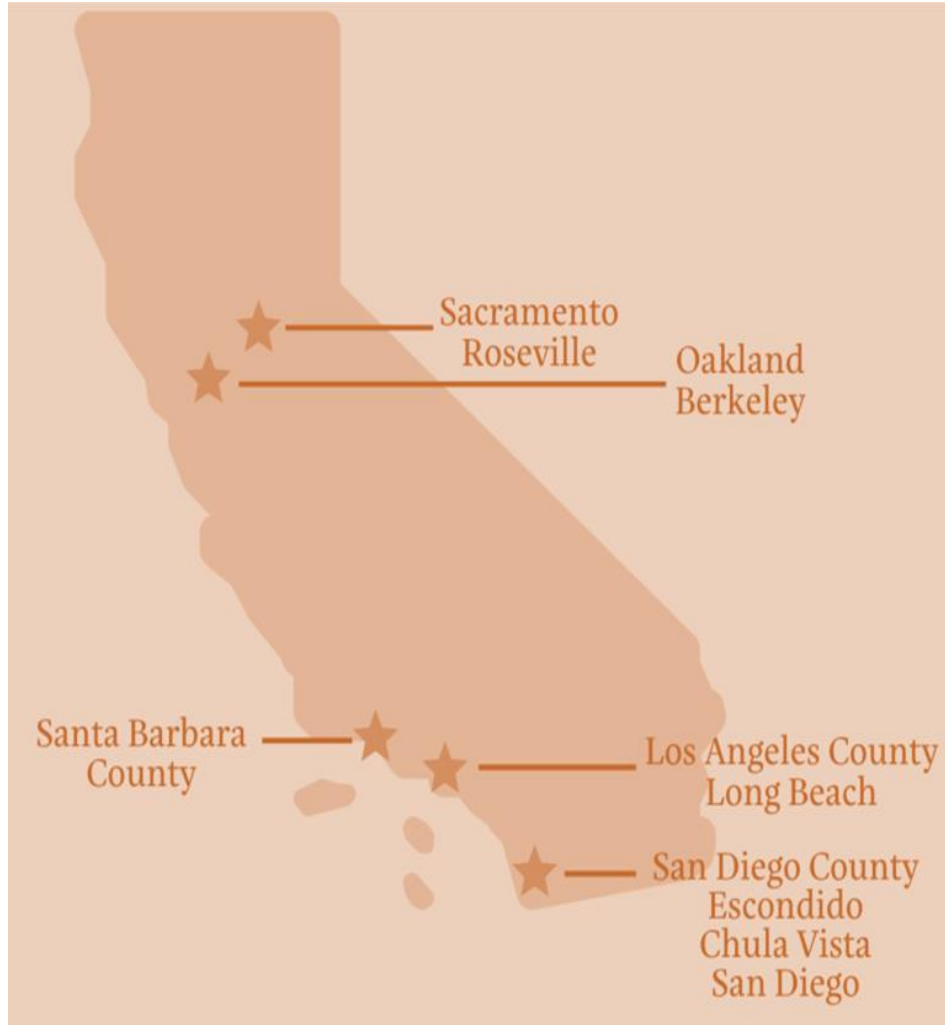 Sacramento
Roseville
Oakland
Berkeley
Santa Barbara
County
Los Angeles County
Long Beach
San Diego County
Escondido
Chula Vista
San Diego